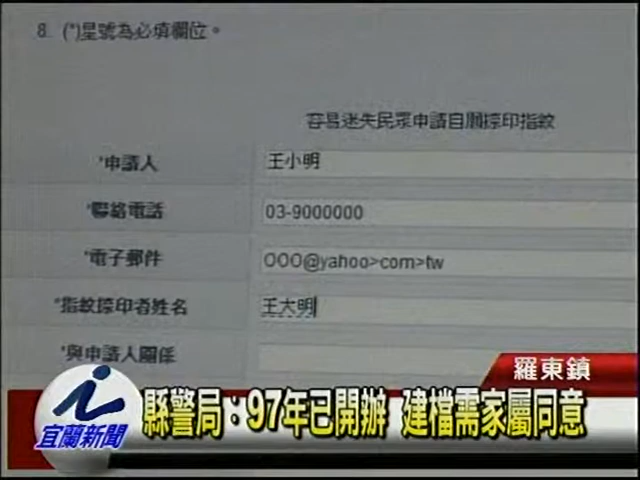 8. (*)星號為必填欄位。
容易迷失民眾申請自願捺印指紋
*申請人 王小明
*聯絡電話 03-9000000
*電子郵件 OOO@yahoo>com>tw
*指紋捺印者姓名 王大明
*與申請人關係
羅東鎮
縣警局：97年已開辦 建檔需家屬同意
宜蘭新聞